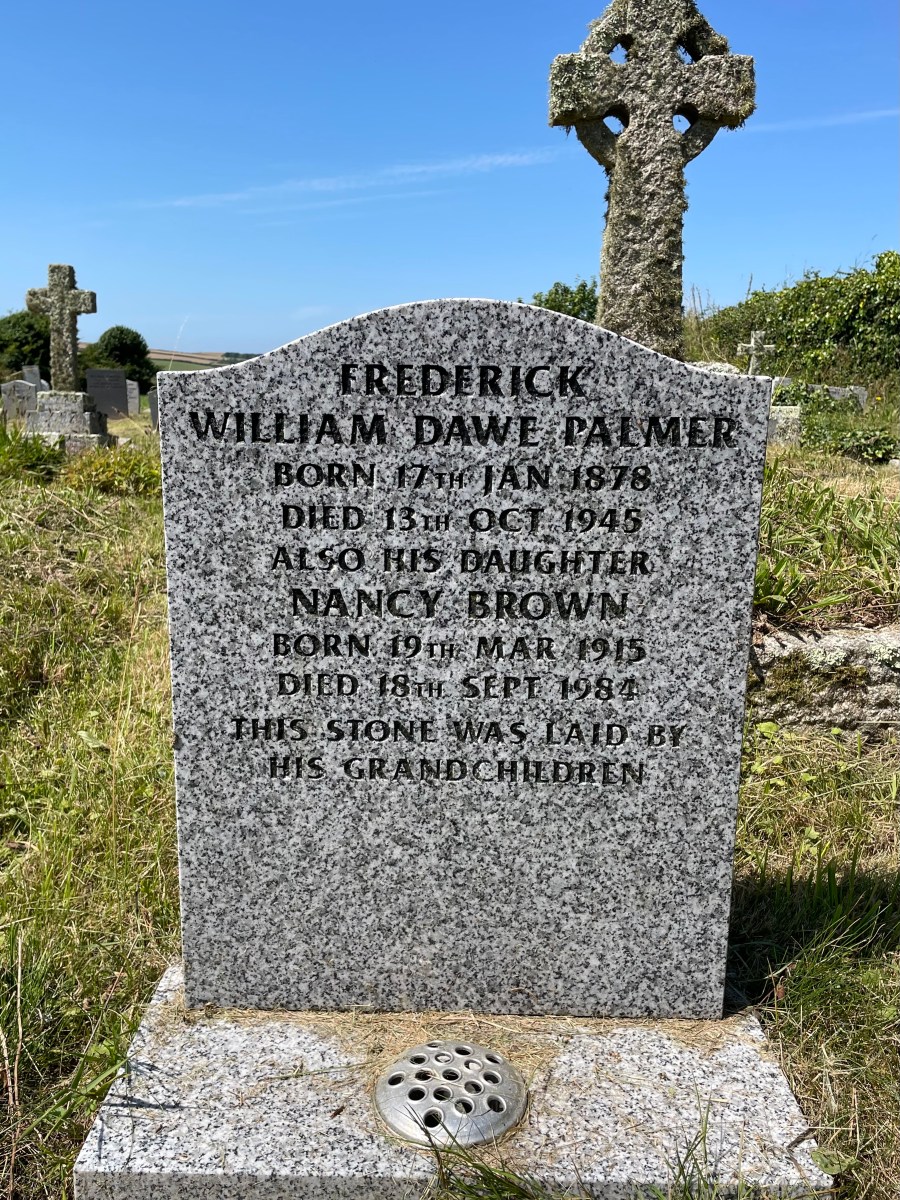 FREDERICK
WILLIAM DAWE PALMER
BORN 17TH JAN 1878
DIED 13TH OCT 1945
ALSO HIS DAUGHTER
NANCY BROWN
BORN 19TH MAR 1915
DIED 18TH SEPT 1984
THIS STONE WAS LAID BY
HIS GRANDCHILDREN